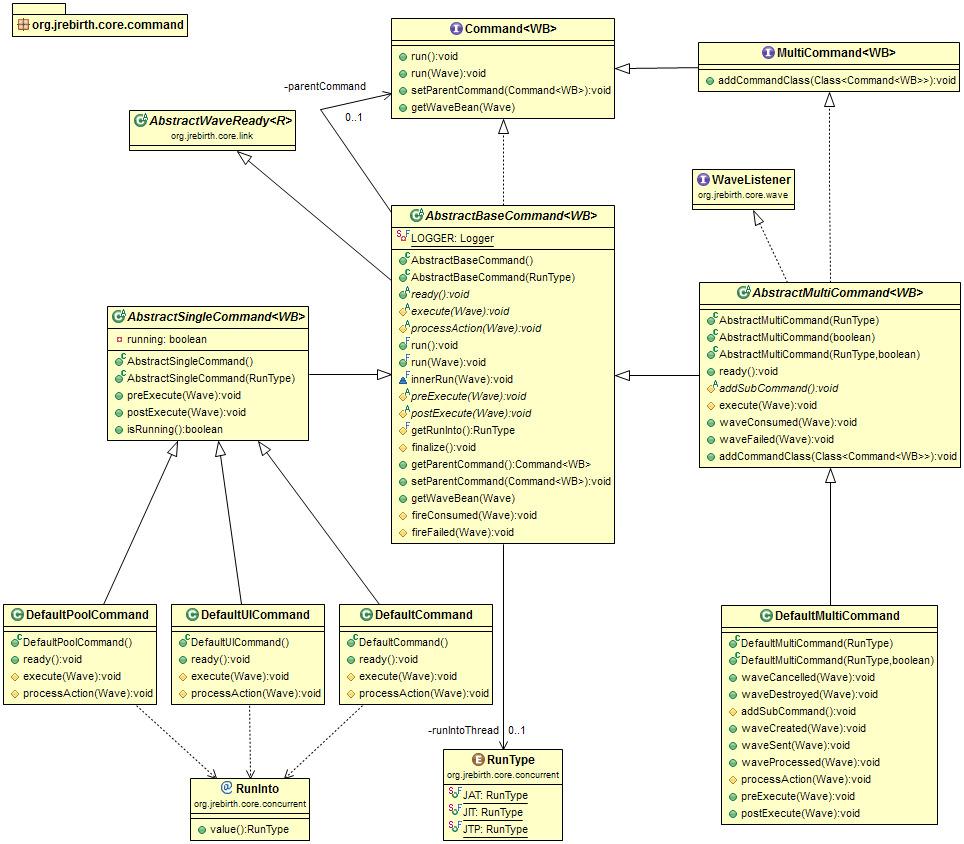 org.jrebirth.core.command
Command<WB>
run():void
run(Wave):void
setParentCommand(Command<WB>):void
getWaveBean(Wave)
MultiCommand<WB>
addCommandClass(Class<Command<WB>>):void
-parentCommand
0..1
AbstractWaveReady<R>
org.jrebirth.core.link
WaveListener
org.jrebirth.core.wave
AbstractBaseCommand<WB>
LOGGER: Logger
AbstractBaseCommand()
AbstractBaseCommand(RunType)
ready():void
execute(Wave):void
processAction(Wave):void
run():void
run(Wave):void
innerRun(Wave):void
preExecute(Wave):void
postExecute(Wave):void
getRunInto():RunType
finalize():void
getParentCommand():Command<WB>
setParentCommand(Command<WB>):void
getWaveBean(Wave)
fireConsumed(Wave):void
fireFailed(Wave):void
AbstractSingleCommand<WB>
running: boolean
AbstractSingleCommand()
AbstractSingleCommand(RunType)
preExecute(Wave):void
postExecute(Wave):void
isRunning():boolean
AbstractMultiCommand<WB>
AbstractMultiCommand(RunType)
AbstractMultiCommand(boolean)
AbstractMultiCommand(RunType,boolean)
ready():void
addSubCommand():void
execute(Wave):void
waveConsumed(Wave):void
waveFailed(Wave):void
addCommandClass(Class<Command<WB>>):void
DefaultPoolCommand
DefaultPoolCommand()
ready():void
execute(Wave):void
processAction(Wave):void
DefaultUICommand
DefaultUICommand()
ready():void
execute(Wave):void
processAction(Wave):void
DefaultCommand
DefaultCommand()
ready():void
execute(Wave):void
processAction(Wave):void
DefaultMultiCommand
DefaultMultiCommand(RunType)
DefaultMultiCommand(RunType,boolean)
waveCancelled(Wave):void
waveDestroyed(Wave):void
addSubCommand():void
waveCreated(Wave):void
waveSent(Wave):void
waveProcessed(Wave):void
processAction(Wave):void
preExecute(Wave):void
postExecute(Wave):void
-runIntoThread
0..1
RunInto
org.jrebirth.core.concurrent
value():RunType
RunType
org.jrebirth.core.concurrent
JAT: RunType
JIT: RunType
JTP: RunType